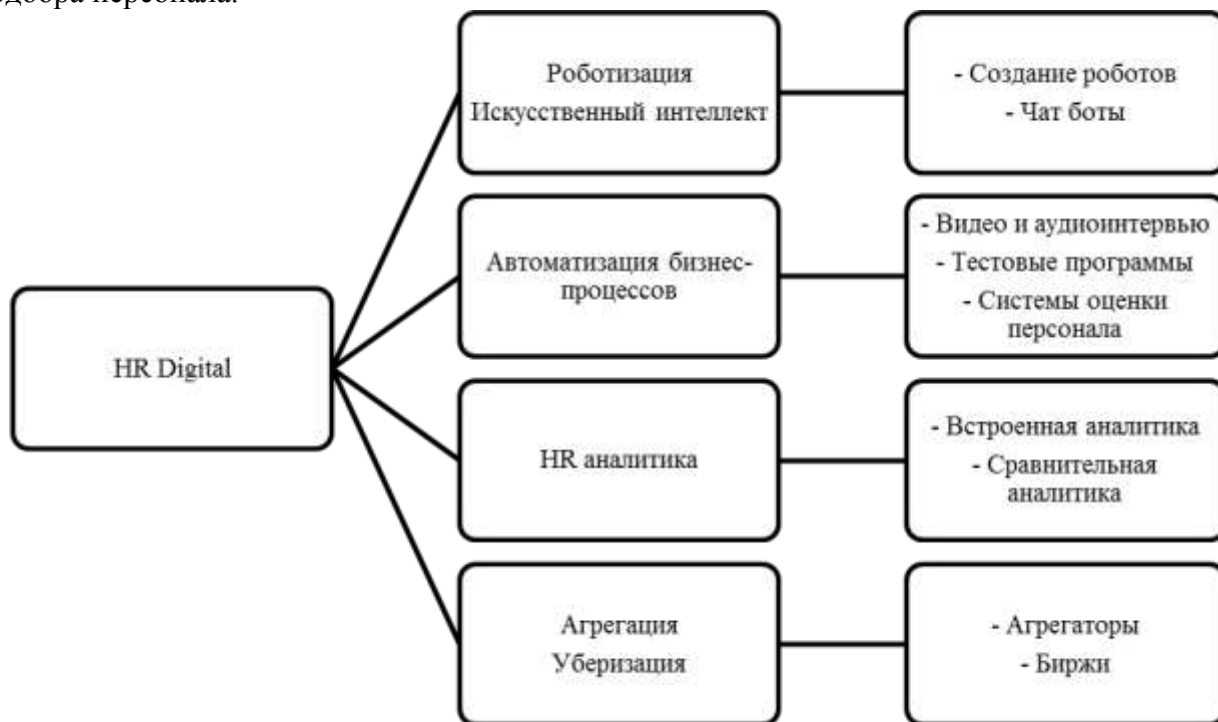 персонала.
Роботизация
Искусственный интеллект
- Создание роботов
- Чат боты
Автоматизация бизнес-
процессов
- Видео и аудиоинтервью
- Тестовые программы
- Системы оценки
персонала
HR Digital
HR аналитика
- Встроенная аналитика
- Сравнительная
аналитика
Агрегация
Уберизация
- Агрегаторы
- Биржи